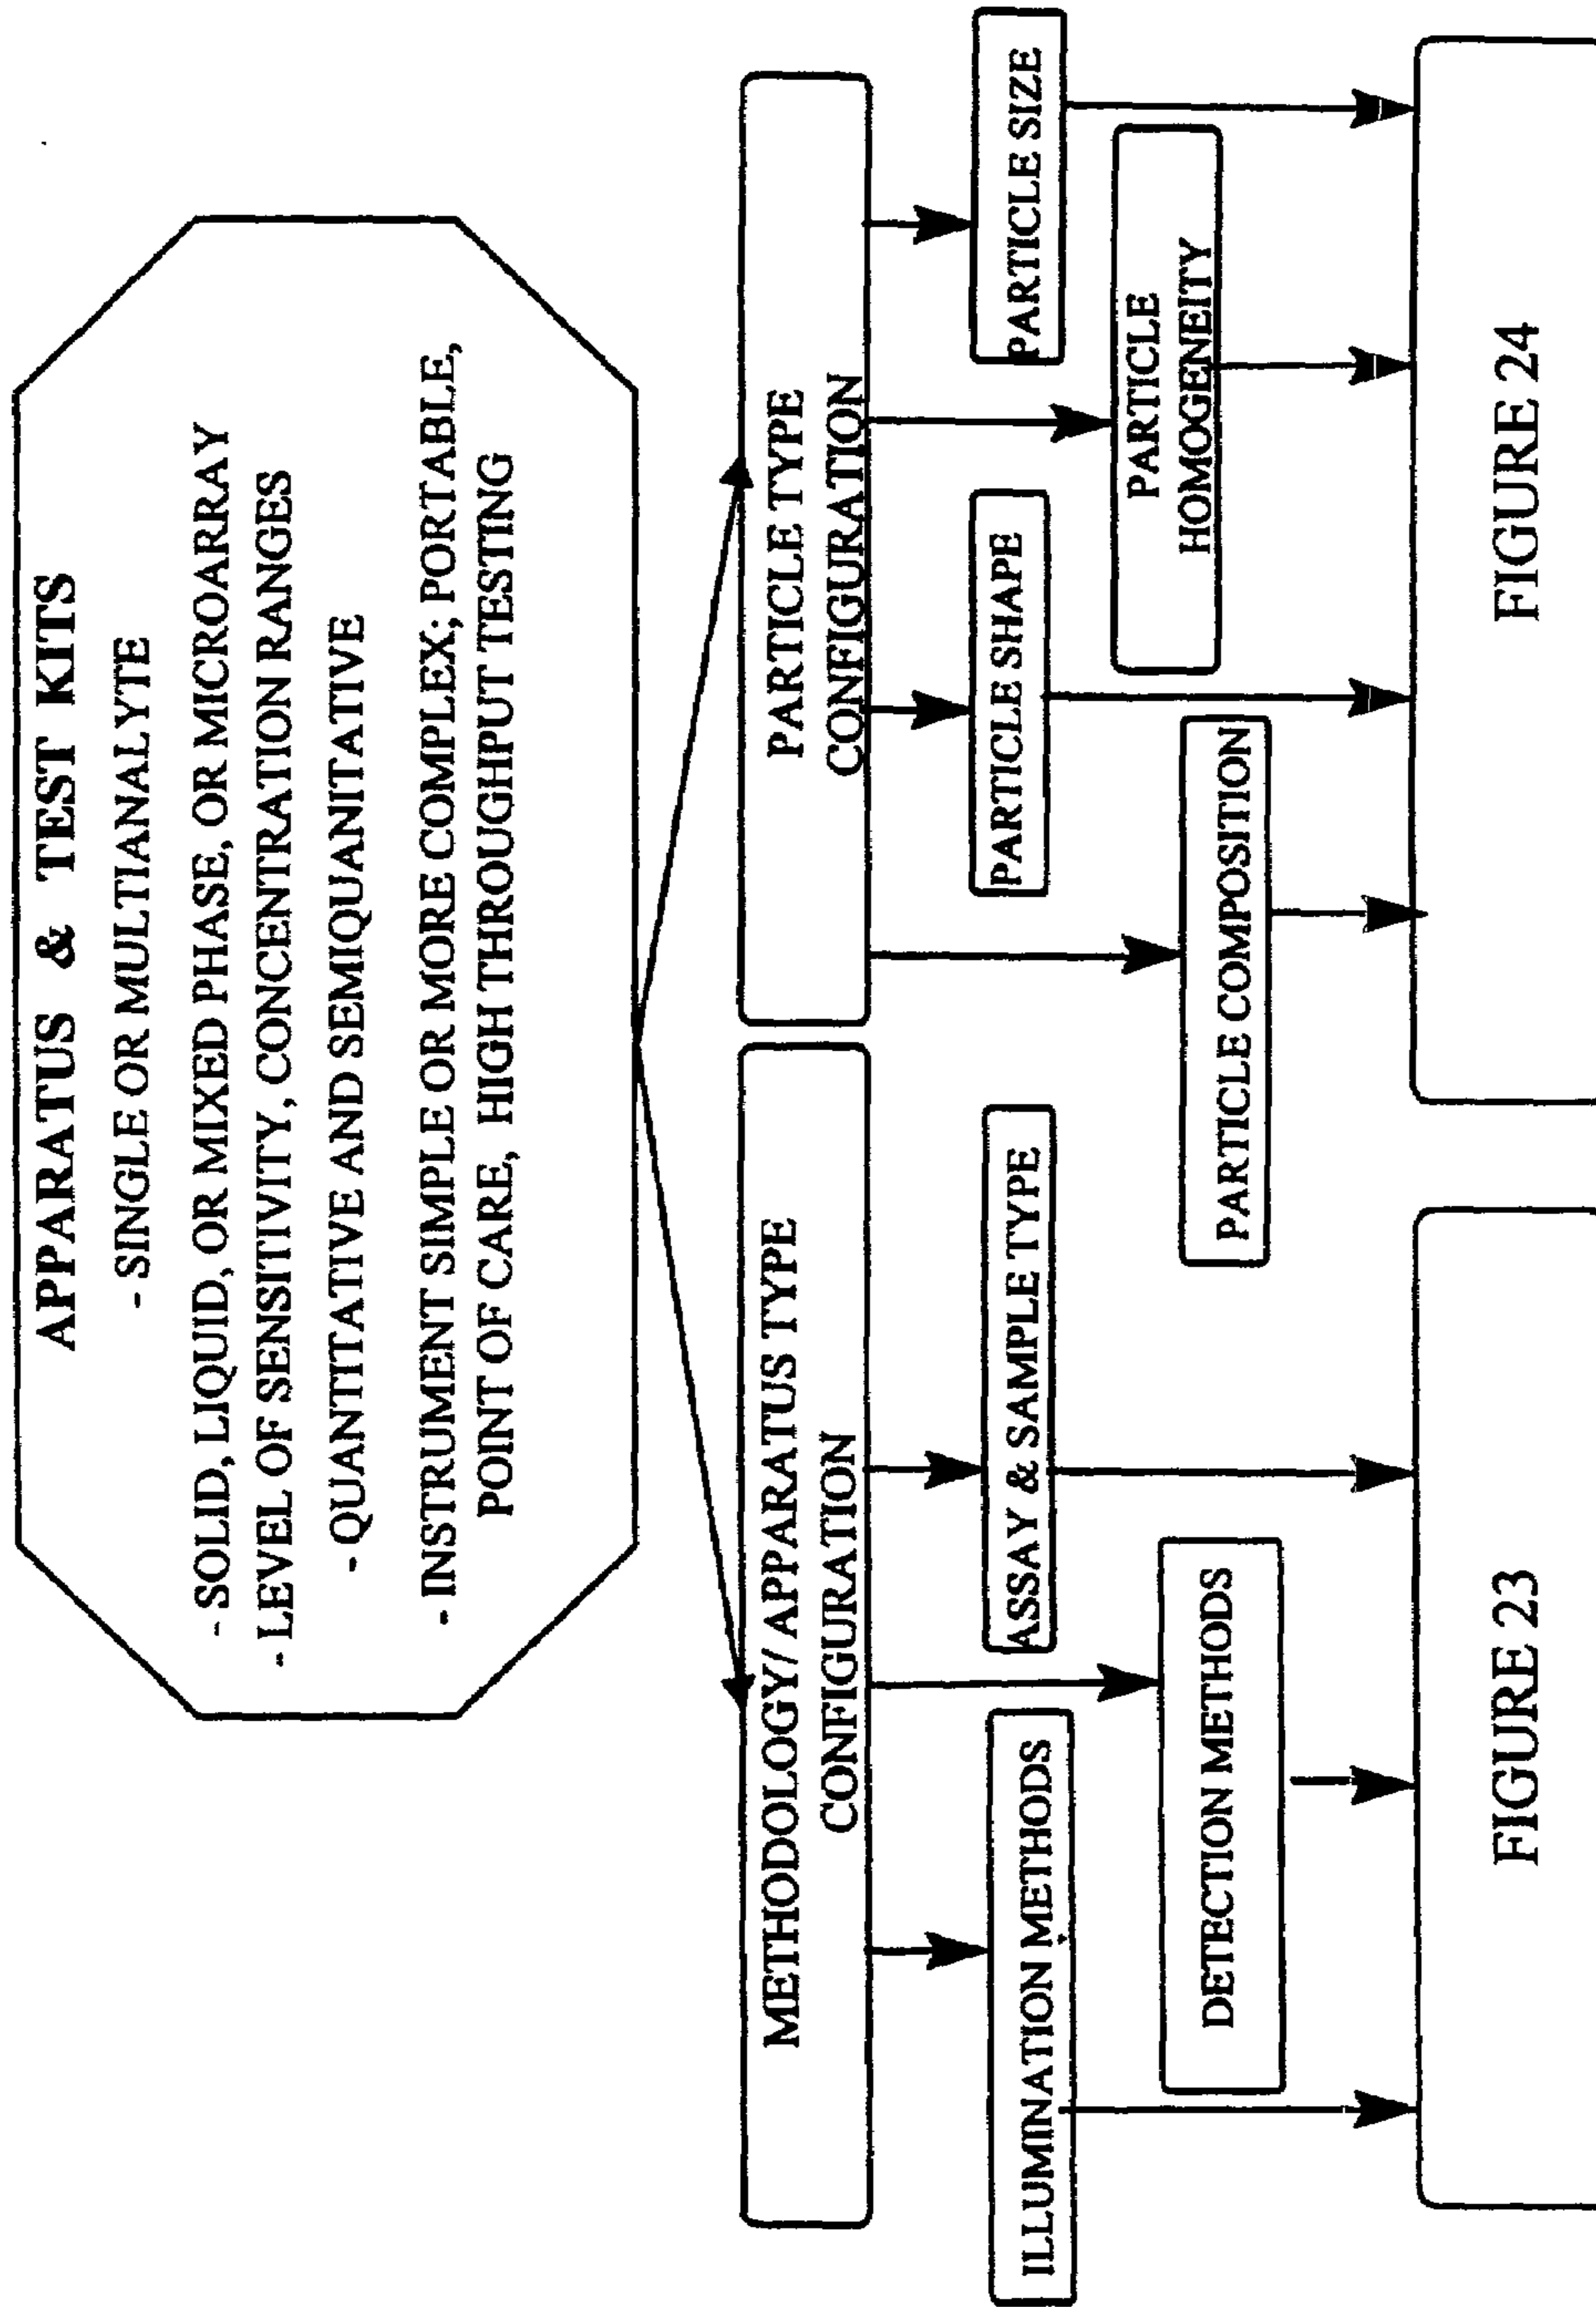 APPARATUS & TEST KITS
- SINGLE OR MULTIANALYTE
- SOLID, LIQUID, OR MIXED PHASE, OR MICROARRAY
- LEVEL OF SENSITIVITY, CONCENTRATION RANGES
- QUANTITATIVE AND SEMIQUANITATIVE
- INSTRUMENT SIMPLE OR MORE COMPLEX; PORTABLE,
POINT OF CARE, HIGH THROUGHPUT TESTING
METHODOLOGY/APPARATUS TYPE
CONFIGURATION
PARTICLE TYPE
CONFIGURATION
ILLUMINATION METHODS
DETECTION METHODS
ASSAY & SAMPLE TYPE
PARTICLE COMPOSITION
PARTICLE SHAPE
PARTICLE
HOMOGENEITY
PARTICLE SIZE
FIGURE 23
FIGURE 24